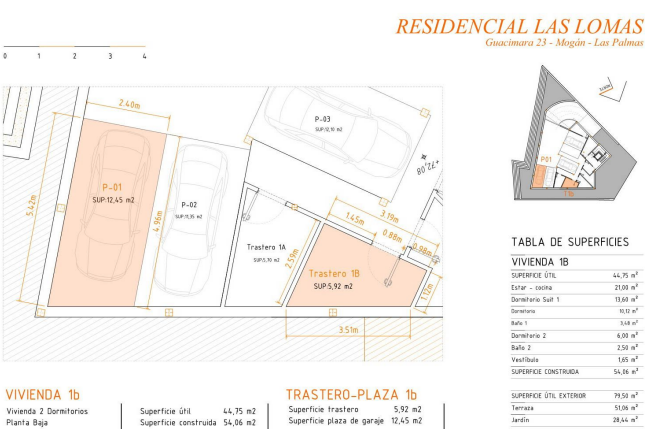 RESIDENCIAL LAS LOMAS
Guacimara 23 - Mogán - Las Palmas
0 1 2 3 4
2.40m
P-03
SUP:12,10 m2
P-01
SUP:12,45 m2
P-02
SUP:11,35 m2
5.42m
4.96m
+72,08
3.19m
1.45m
0.88m
0.98m
Trastero 1A
SUP:5,70 m2
2.59m
Trastero 1B
SUP:5,92 m2
1.12m
3.51m
P01
TABLA DE SUPERFICIES
VIVIENDA 1B
SUPERFICIE ÚTIL 44,75 m²
Estar - cocina 21,00 m²
Dormitorio Suit 1 13,60 m²
Dormitorio 10,12 m²
Baño 1 3,48 m²
Dormitorio 2 6,00 m²
Baño 2 2,50 m²
Vestíbulo 1,65 m²
SUPERFICIE CONSTRUIDA 54,06 m²
SUPERFICIE ÚTIL EXTERIOR 79,50 m²
Terraza 51,06 m²
Jardín 28,44 m²
VIVIENDA 1b
Vivienda 2 Dormitorios
Planta Baja
Superficie útil 44,75 m2
Superficie construida 54,06 m2
TRASTERO-PLAZA 1b
Superficie trastero 5,92 m2
Superficie plaza de garaje 12,45 m2